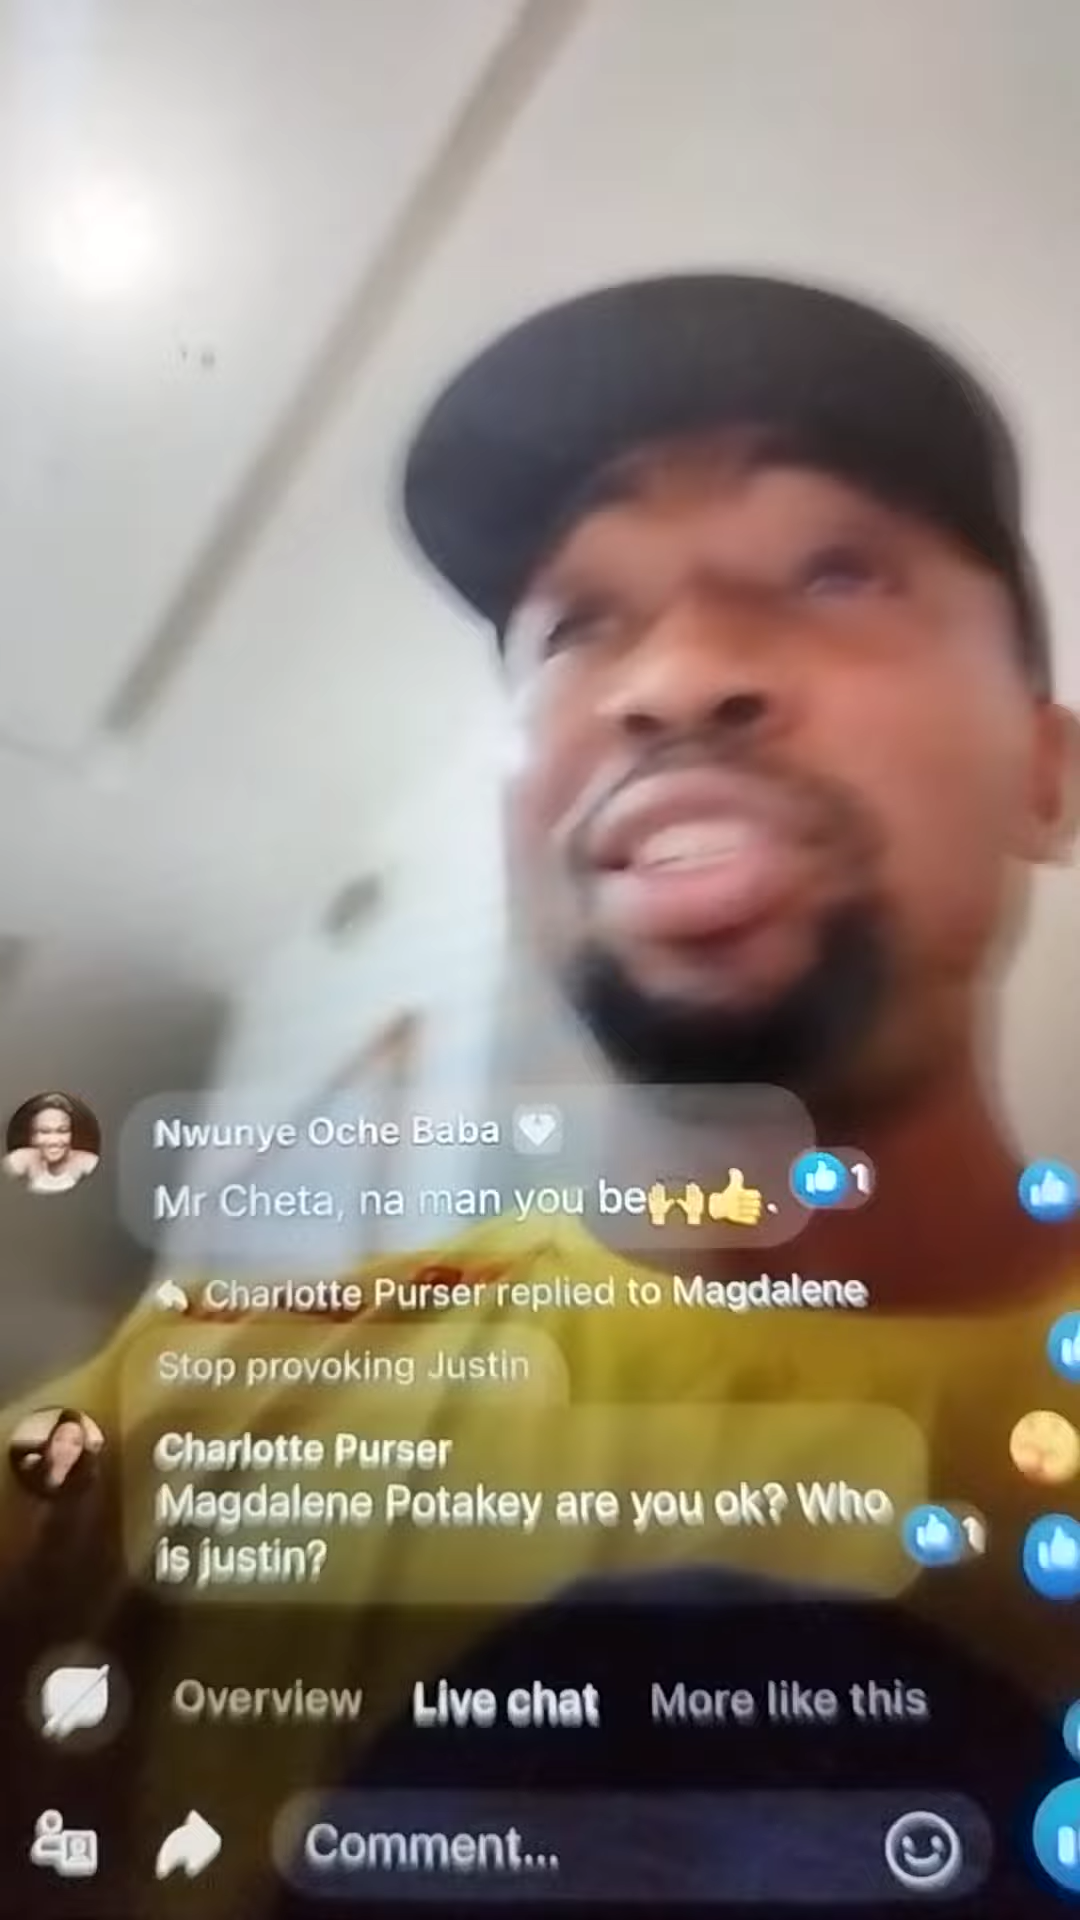 Nwunye Oche Baba
Mr Cheta, na man you be🙌👍.
1
Charlotte Purser replied to Magdalene
Stop provoking Justin
Charlotte Purser
Magdalene Potakey are you ok? Who
is justin?
1
Overview Live chat More like this
Comment...